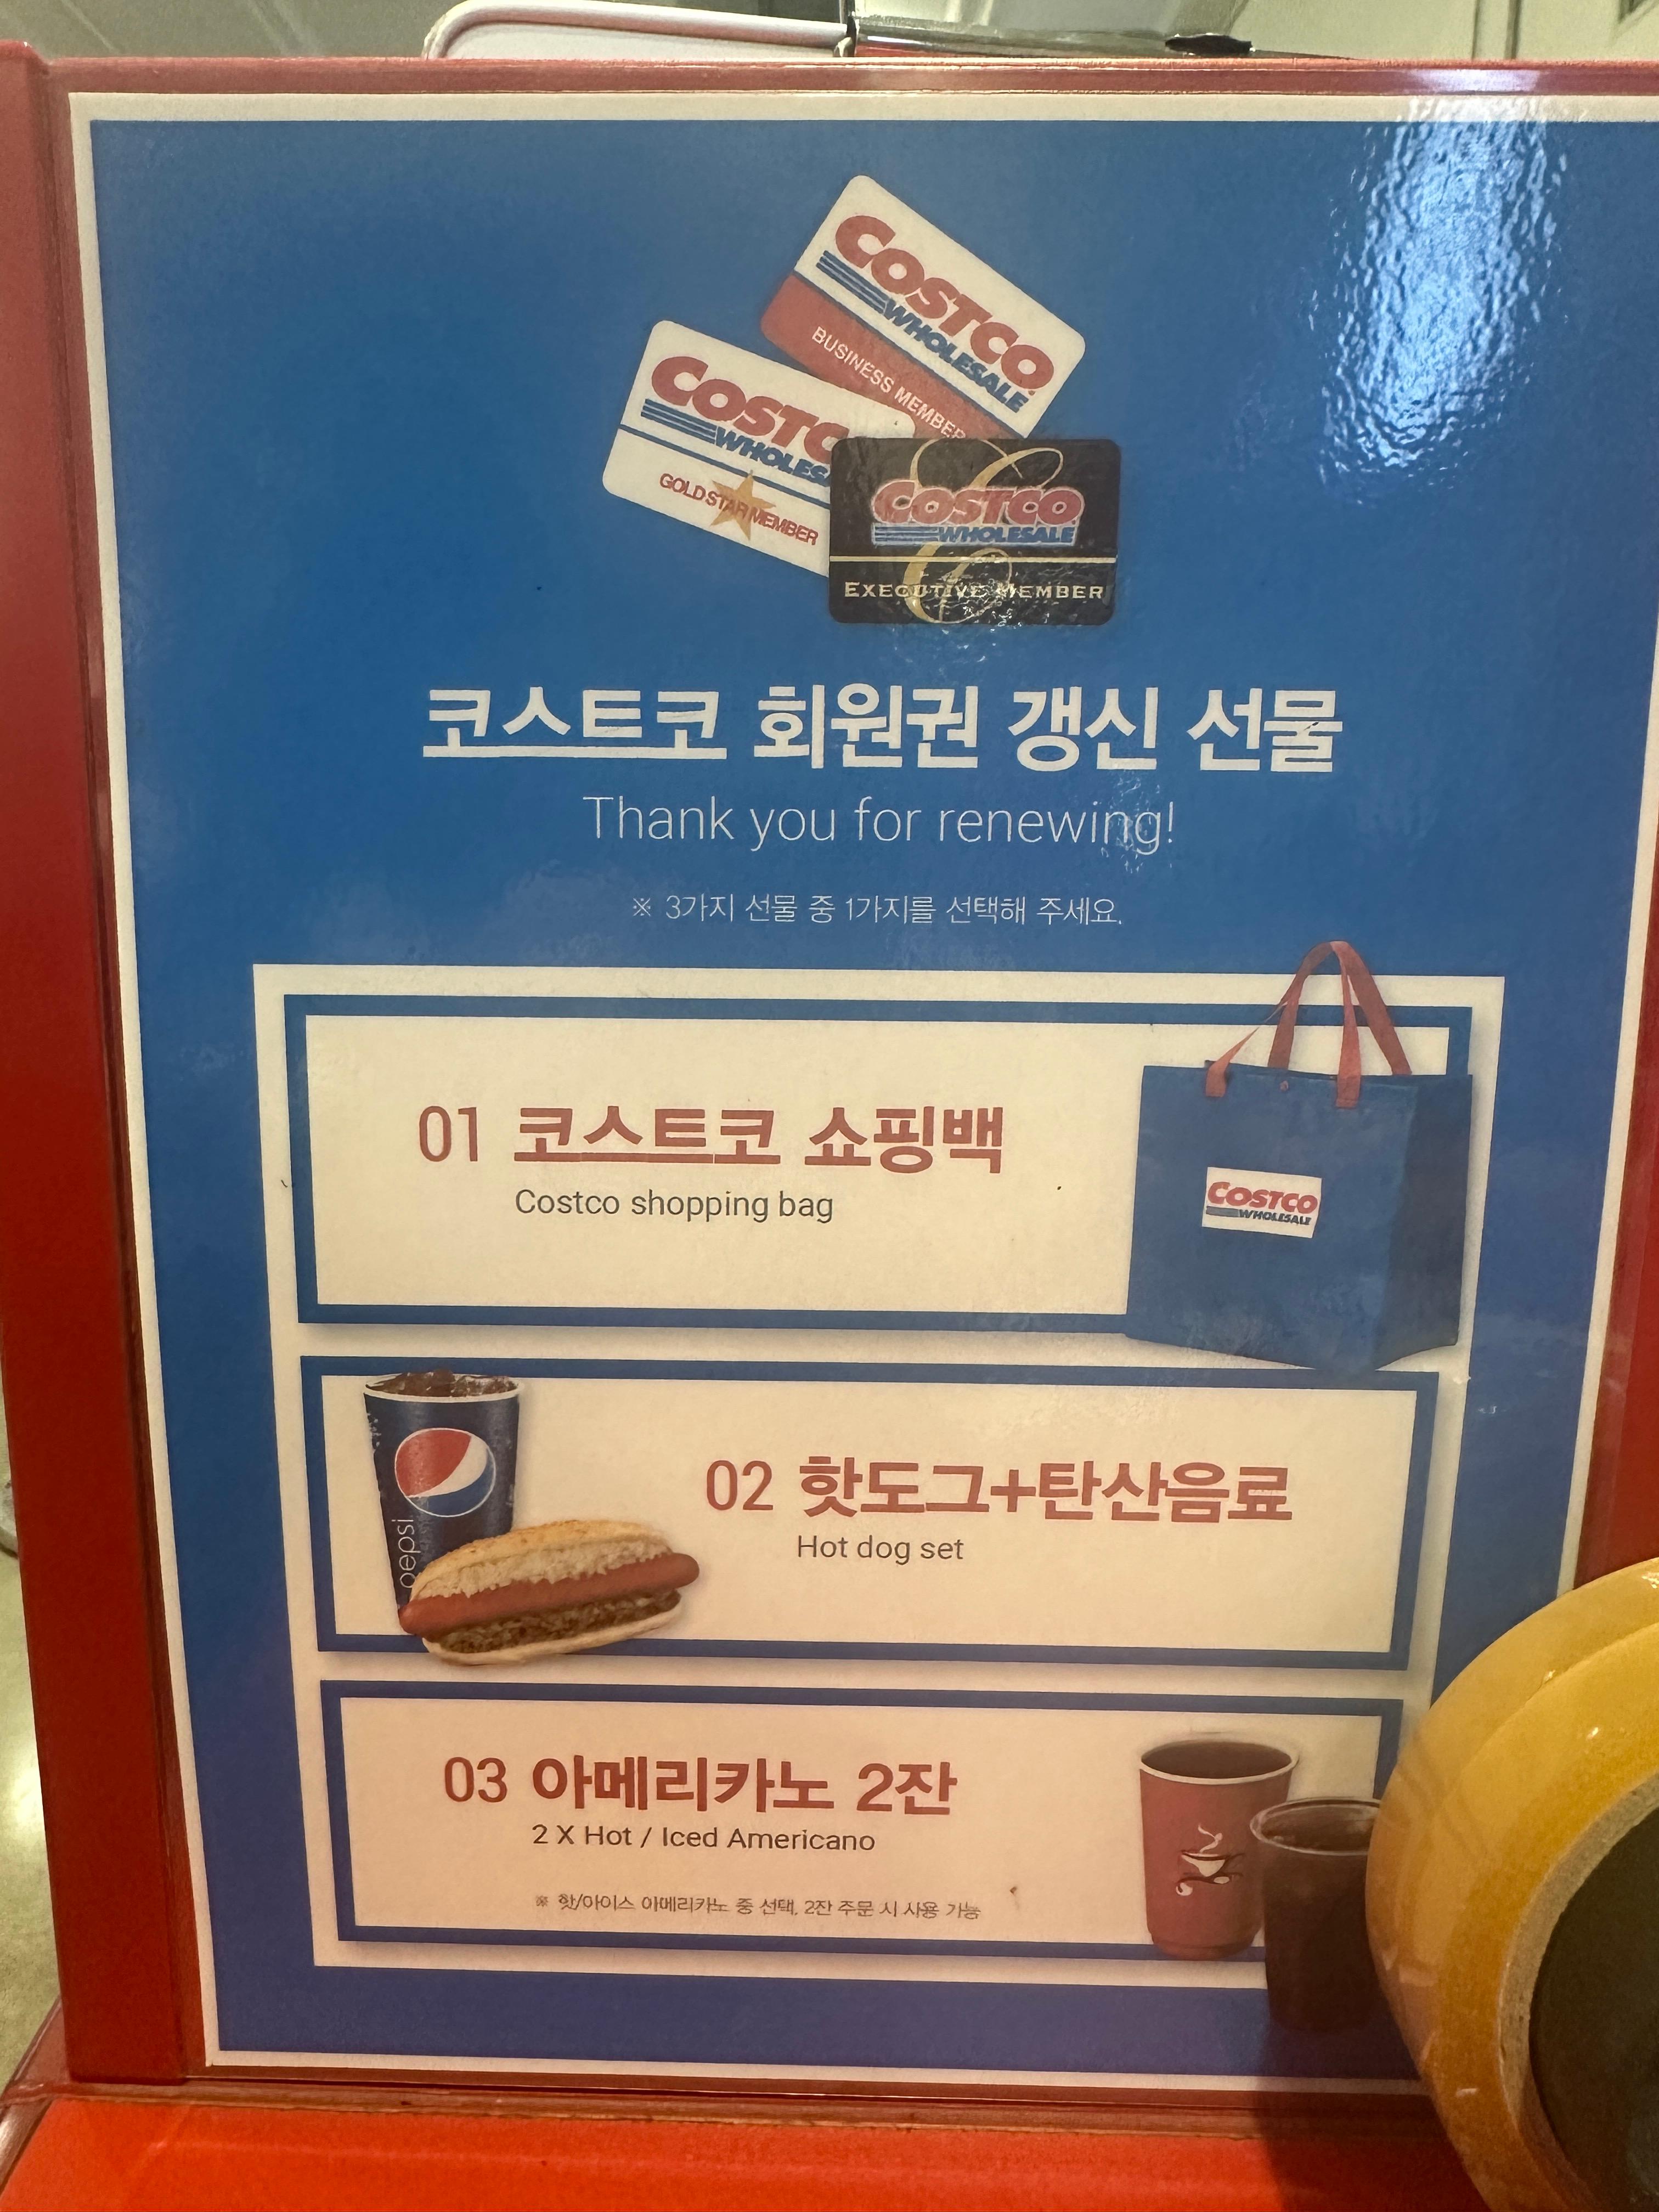 COSTCO
WHOLESALE
BUSINESS MEMBER
COSTCO
WHOLES
GOLD STAR MEMBER
COSTCO
WHOLESALE
EXECUTIVE MEMBER
코스트코 회원권 갱신 선물
Thank you for renewing!
※ 3가지 선물 중 1가지를 선택해 주세요.
01 코스트코 쇼핑백
Costco shopping bag
COSTCO
WHOLESALE
pepsi
02 핫도그+탄산음료
Hot dog set
03 아메리카노 2잔
2 X Hot / Iced Americano
※ 핫/아이스 아메리카노 중 선택, 2잔 주문 시 사용 가능